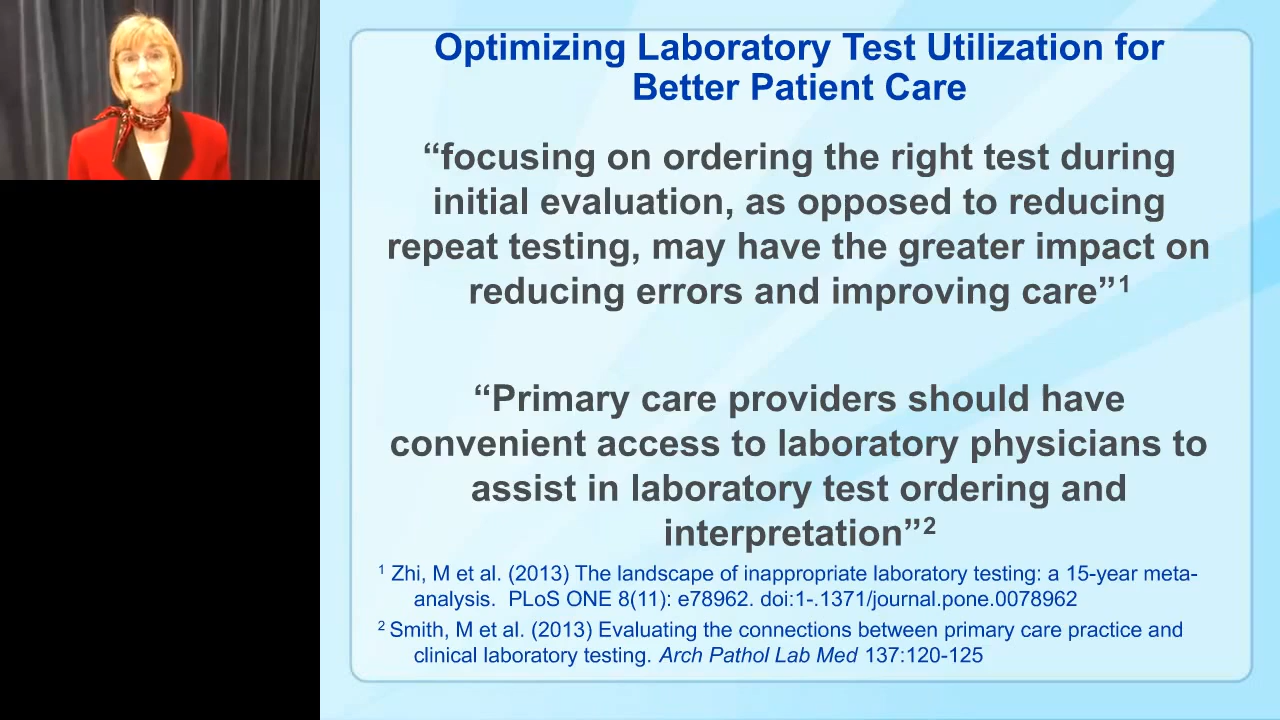 Optimizing Laboratory Test Utilization for
Better Patient Care
“focusing on ordering the right test during
initial evaluation, as opposed to reducing
repeat testing, may have the greater impact on
reducing errors and improving care”¹
“Primary care providers should have
convenient access to laboratory physicians to
assist in laboratory test ordering and
interpretation”²
¹ Zhi, M et al. (2013) The landscape of inappropriate laboratory testing: a 15-year meta-
analysis. PLoS ONE 8(11): e78962. doi:1-.1371/journal.pone.0078962
² Smith, M et al. (2013) Evaluating the connections between primary care practice and
clinical laboratory testing. Arch Pathol Lab Med 137:120-125